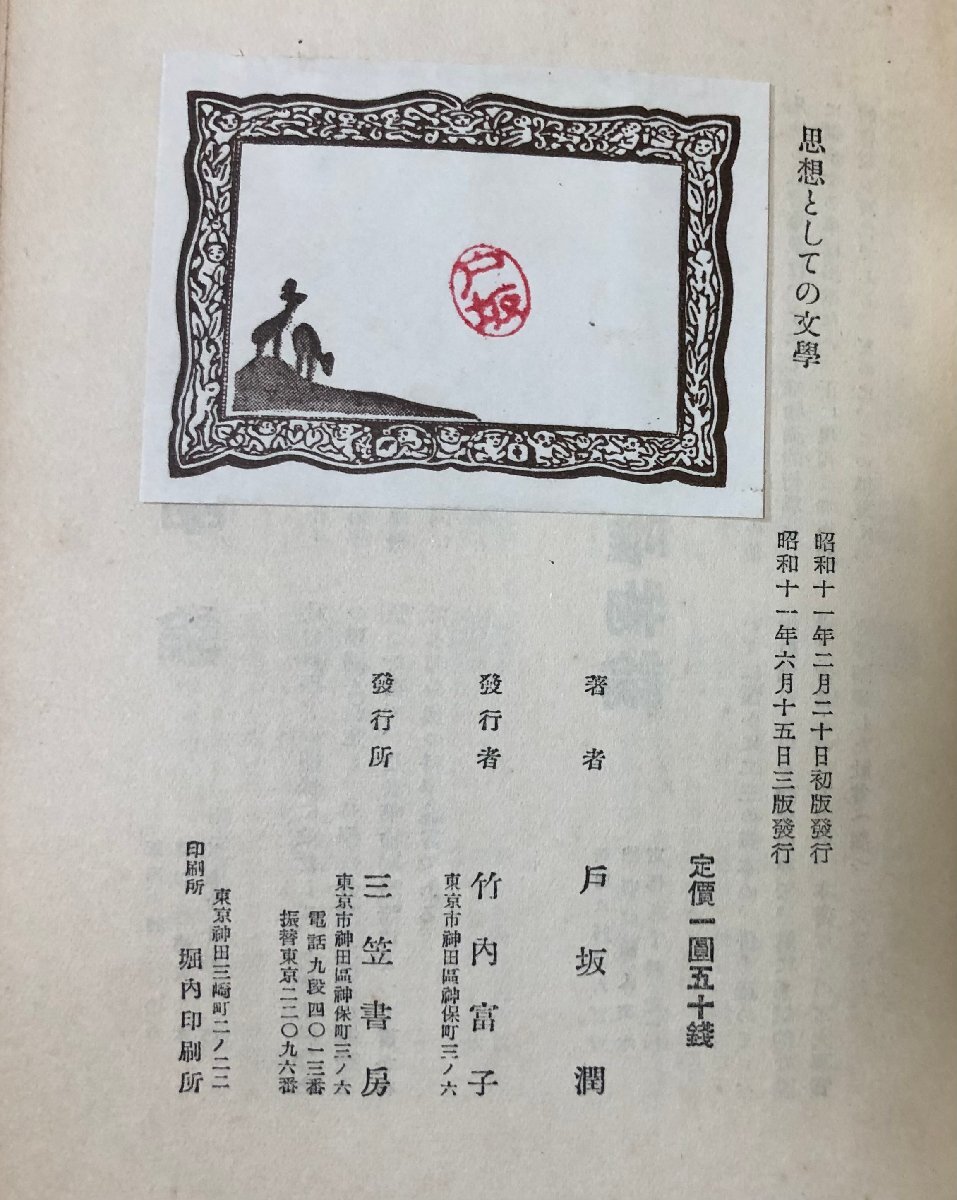 思想としての文學
戸坂
昭和十一年二月二十日初版發行
昭和十一年六月十五日三版發行
定價一圓五十錢
著者　戸坂潤
發行者　竹内富子
東京市神田區神保町三ノ六
發行所　三笠書房
東京市神田區神保町三ノ六
電話九段四〇一三番
振替東京二二〇九六番
東京神田三崎町二ノ二二
印刷所　堀内印刷所